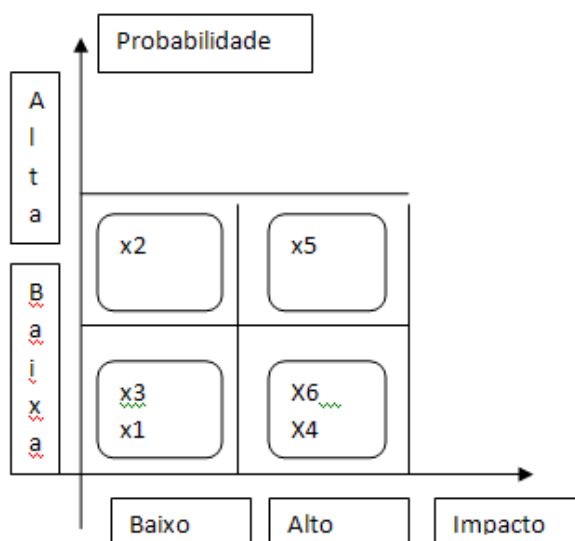 Probabilidade
A
l
t
a
x2
x5
B
a
i
x
a
x3
x1
X6
X4
Baixo
Alto
Impacto